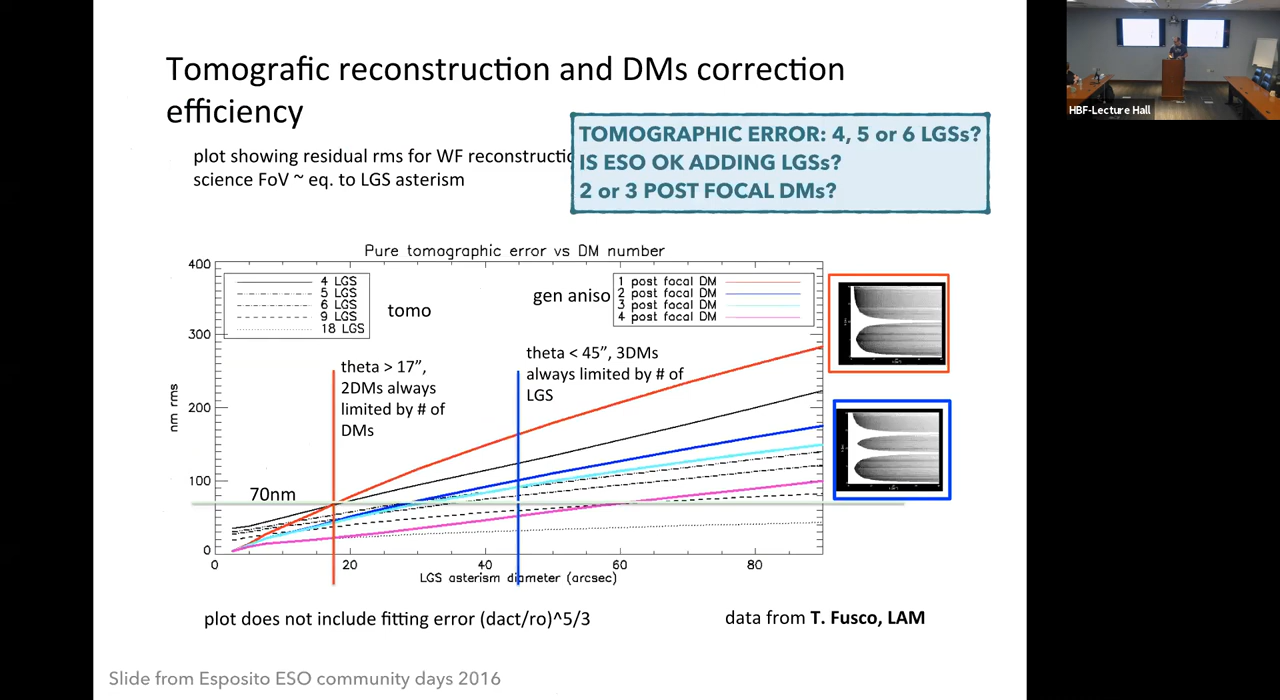 Tomografic reconstruction and DMs correction
efficiency
HBF-Lecture Hall
TOMOGRAPHIC ERROR: 4, 5 or 6 LGSs?
IS ESO OK ADDING LGSs?
2 or 3 POST FOCAL DMs?
plot showing residual rms for WF reconstructio
science FoV ~ eq. to LGS asterism
Pure tomographic error vs DM number
400
300
200
100
0
nm rms
4 LGS
5 LGS
6 LGS
9 LGS
18 LGS
tomo
gen aniso
1 post focal DM
2 post focal DM
3 post focal DM
4 post focal DM
theta > 17”,
2DMs always
limited by # of
DMs
theta < 45”, 3DMs
always limited by # of
LGS
70nm
0
20
40
60
80
LGS asterism diameter (arcsec)
plot does not include fitting error (dact/ro)^5/3
data from T. Fusco, LAM
Slide from Esposito ESO community days 2016